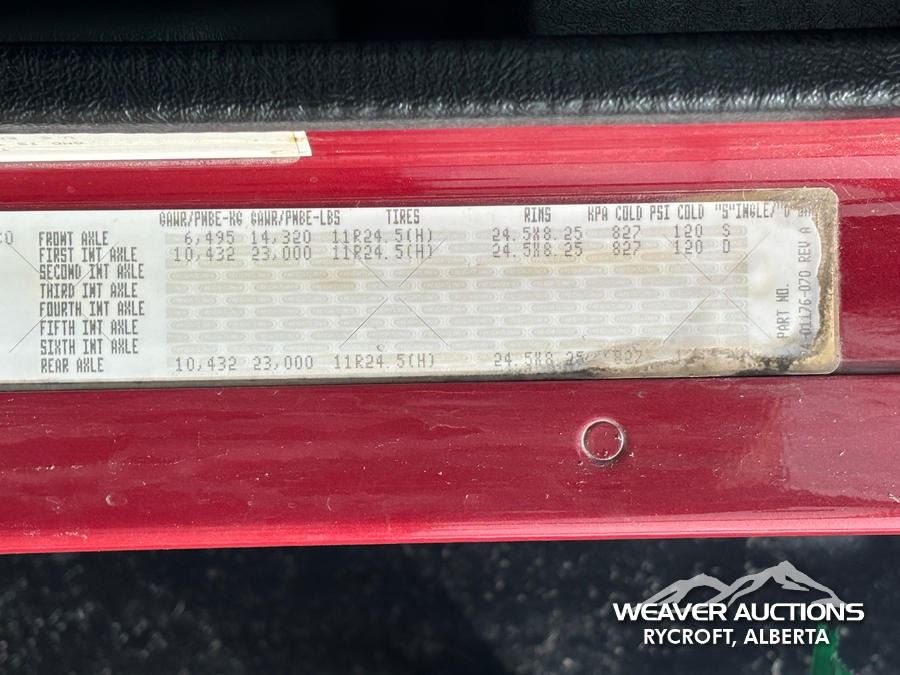 GAWR/PNBE-KG GAWR/PNBE-LBS TIRES RIMS KPA COLD PSI COLD "S"INGLE/"D
FRONT AXLE 6,495 14,320 11R24.5(H) 24.5X8.25 827 120 S
FIRST INT AXLE 10,432 23,000 11R24.5(H) 24.5X8.25 827 120 D
SECOND INT AXLE
THIRD INT AXLE
FOURTH INT AXLE
FIFTH INT AXLE
SIXTH INT AXLE
REAR AXLE 10,432 23,000 11R24.5(H) 24.5X8.25 827
PART NO.
-01176-070 REV A
WEAVER AUCTIONS
RYCROFT, ALBERTA